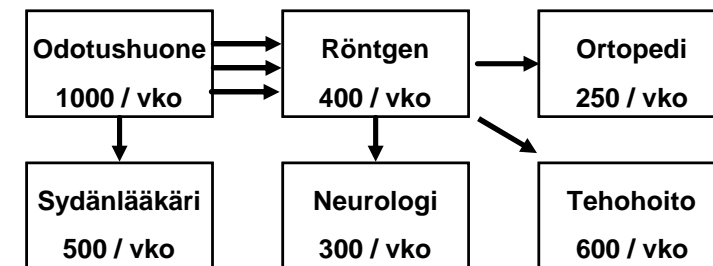 Odotushuone
1000 / vko
Röntgen
400 / vko
Ortopedi
250 / vko
Sydänlääkäri
500 / vko
Neurologi
300 / vko
Tehohoito
600 / vko